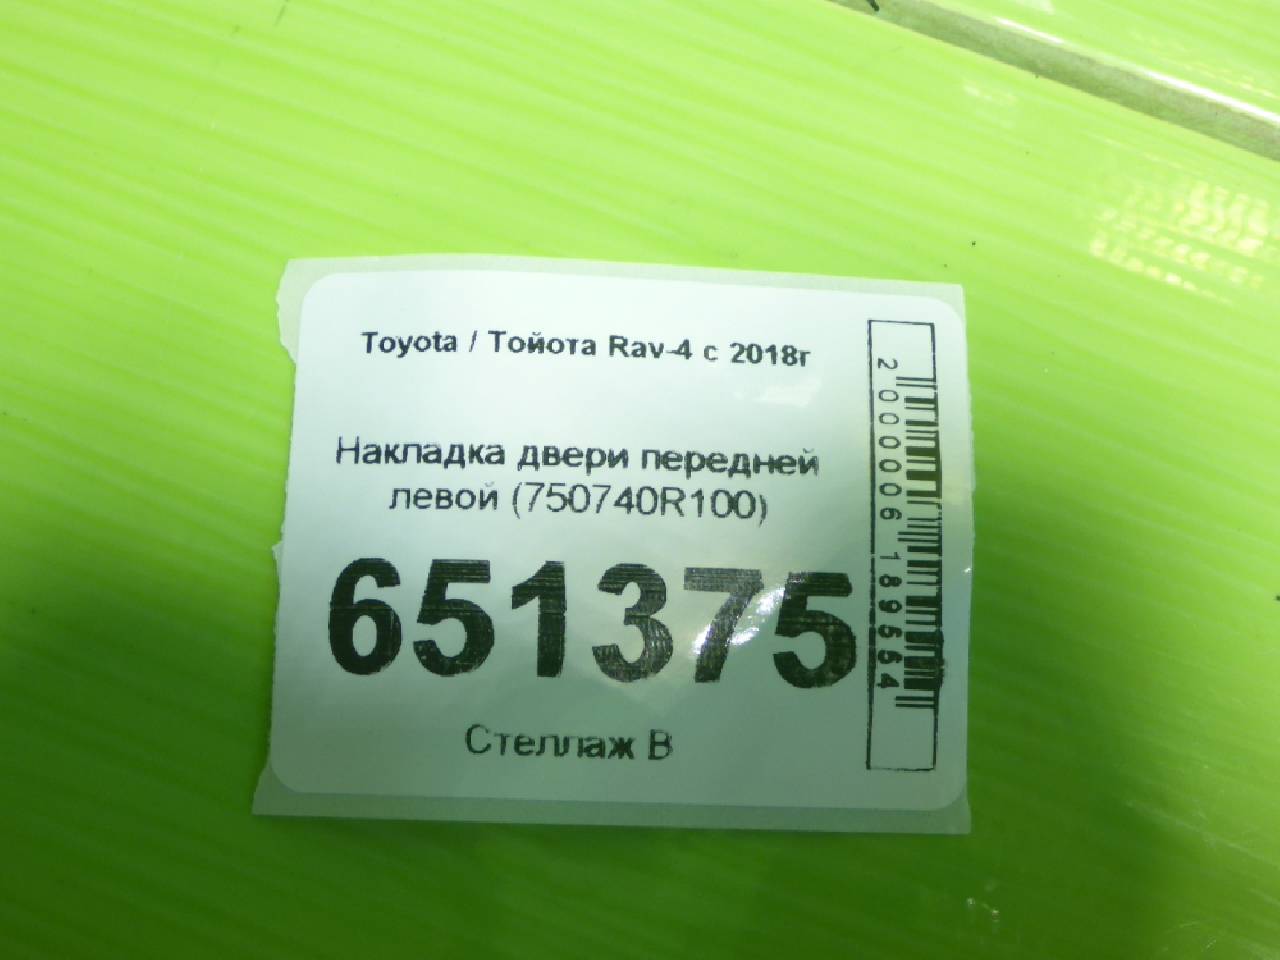 Toyota / Тойота Rav-4 с 2018г
Накладка двери передней
левой (750740R100)
651375
Стеллаж В
2000006189554